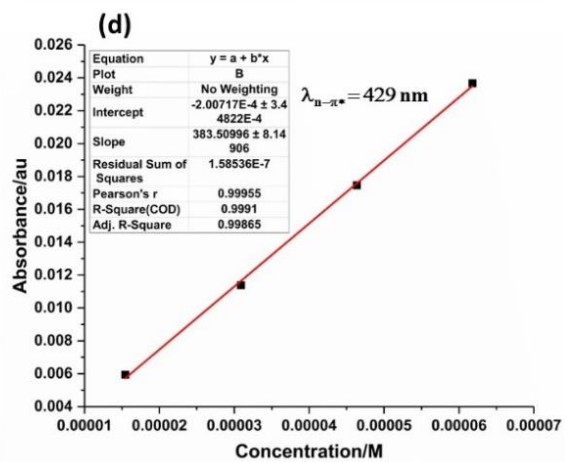 (d)
0.026
0.024
0.022
0.020
0.018
0.016
0.014
0.012
0.010
0.008
0.006
0.004
Absorbance/au
Equation y = a + b*x
Plot B
Weight No Weighting
Intercept -2.00717E-4 ± 3.4
4822E-4
Slope 383.50996 ± 8.14
906
Residual Sum of 1.58536E-7
Squares
Pearson's r 0.99955
R-Square(COD) 0.9991
Adj. R-Square 0.99865
λn−π* = 429 nm
0.00001 0.00002 0.00003 0.00004 0.00005 0.00006 0.00007
Concentration/M